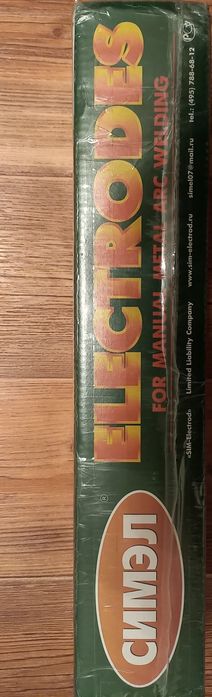 СИМЭЛ
®
ELECTRODES
FOR MANUAL METAL ARC WELDING
«SIM-Electrod» Limited Liability Company www.sim-electrod.ru simel07@mail.ru tel.: (495) 788-68-12